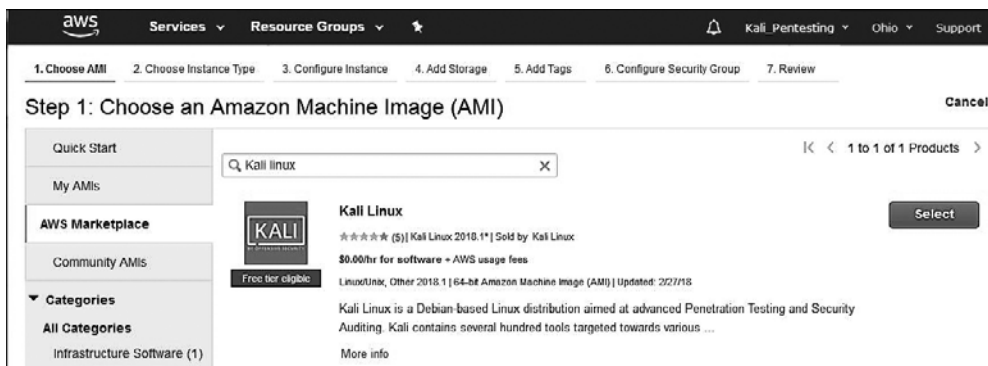 aws Services Resource Groups Kali_Pentesting Ohio Support
1. Choose AMI 2. Choose Instance Type 3. Configure Instance 4. Add Storage 5. Add Tags 6. Configure Security Group 7. Review
Step 1: Choose an Amazon Machine Image (AMI)
Cancel
Quick Start
My AMIs
AWS Marketplace
Community AMIs
Categories
All Categories
Infrastructure Software (1)
Kali linux X
1 to 1 of 1 Products
KALI
BY OFFENSIVE SECURITY
Free tier eligible
Kali Linux
(5) | Kali Linux 2018.1* | Sold by Kali Linux
$0.00/hr for software + AWS usage fees
Linux/Unix, Other 2018.1 | 64-bit Amazon Machine Image (AMI) | Updated: 2/27/18
Kali Linux is a Debian-based Linux distribution aimed at advanced Penetration Testing and Security
Auditing. Kali contains several hundred tools targeted towards various ...
More info
Select